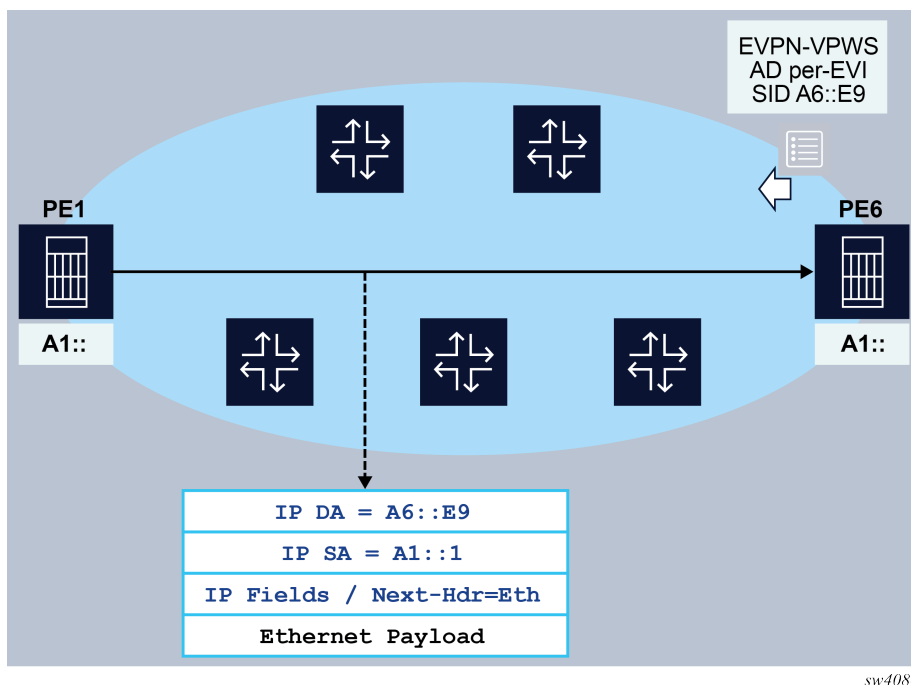 EVPN-VPWS
AD per-EVI
SID A6::E9
PE1
PE6
A1::
A1::
IP DA = A6::E9
IP SA = A1::1
IP Fields / Next-Hdr=Eth
Ethernet Payload
sw408